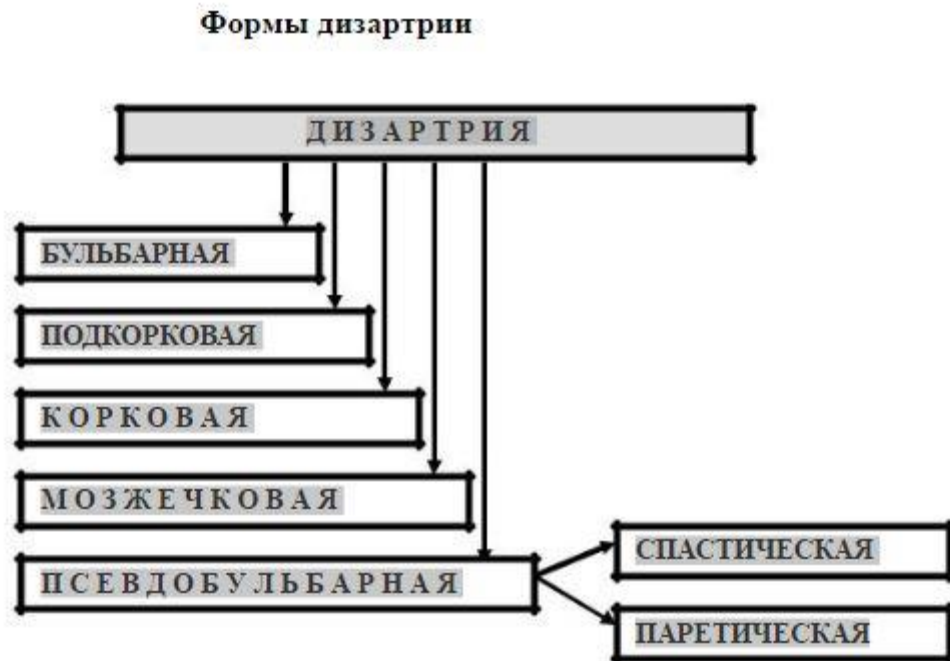 Формы дизартрии
ДИЗАРТРИЯ
БУЛЬБАРНАЯ
ПОДКОРКОВАЯ
КОРКОВАЯ
МОЗЖЕЧКОВАЯ
ПСЕВДОБУЛЬБАРНАЯ
СПАСТИЧЕСКАЯ
ПАРЕТИЧЕСКАЯ